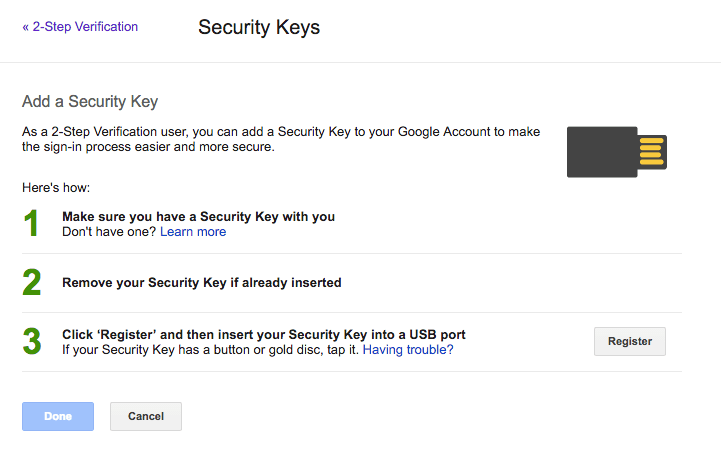 « 2-Step Verification
Security Keys
Add a Security Key
As a 2-Step Verification user, you can add a Security Key to your Google Account to make
the sign-in process easier and more secure.
Here's how:
1
Make sure you have a Security Key with you
Don't have one? Learn more
2
Remove your Security Key if already inserted
3
Click ‘Register’ and then insert your Security Key into a USB port
If your Security Key has a button or gold disc, tap it. Having trouble?
Register
Done
Cancel